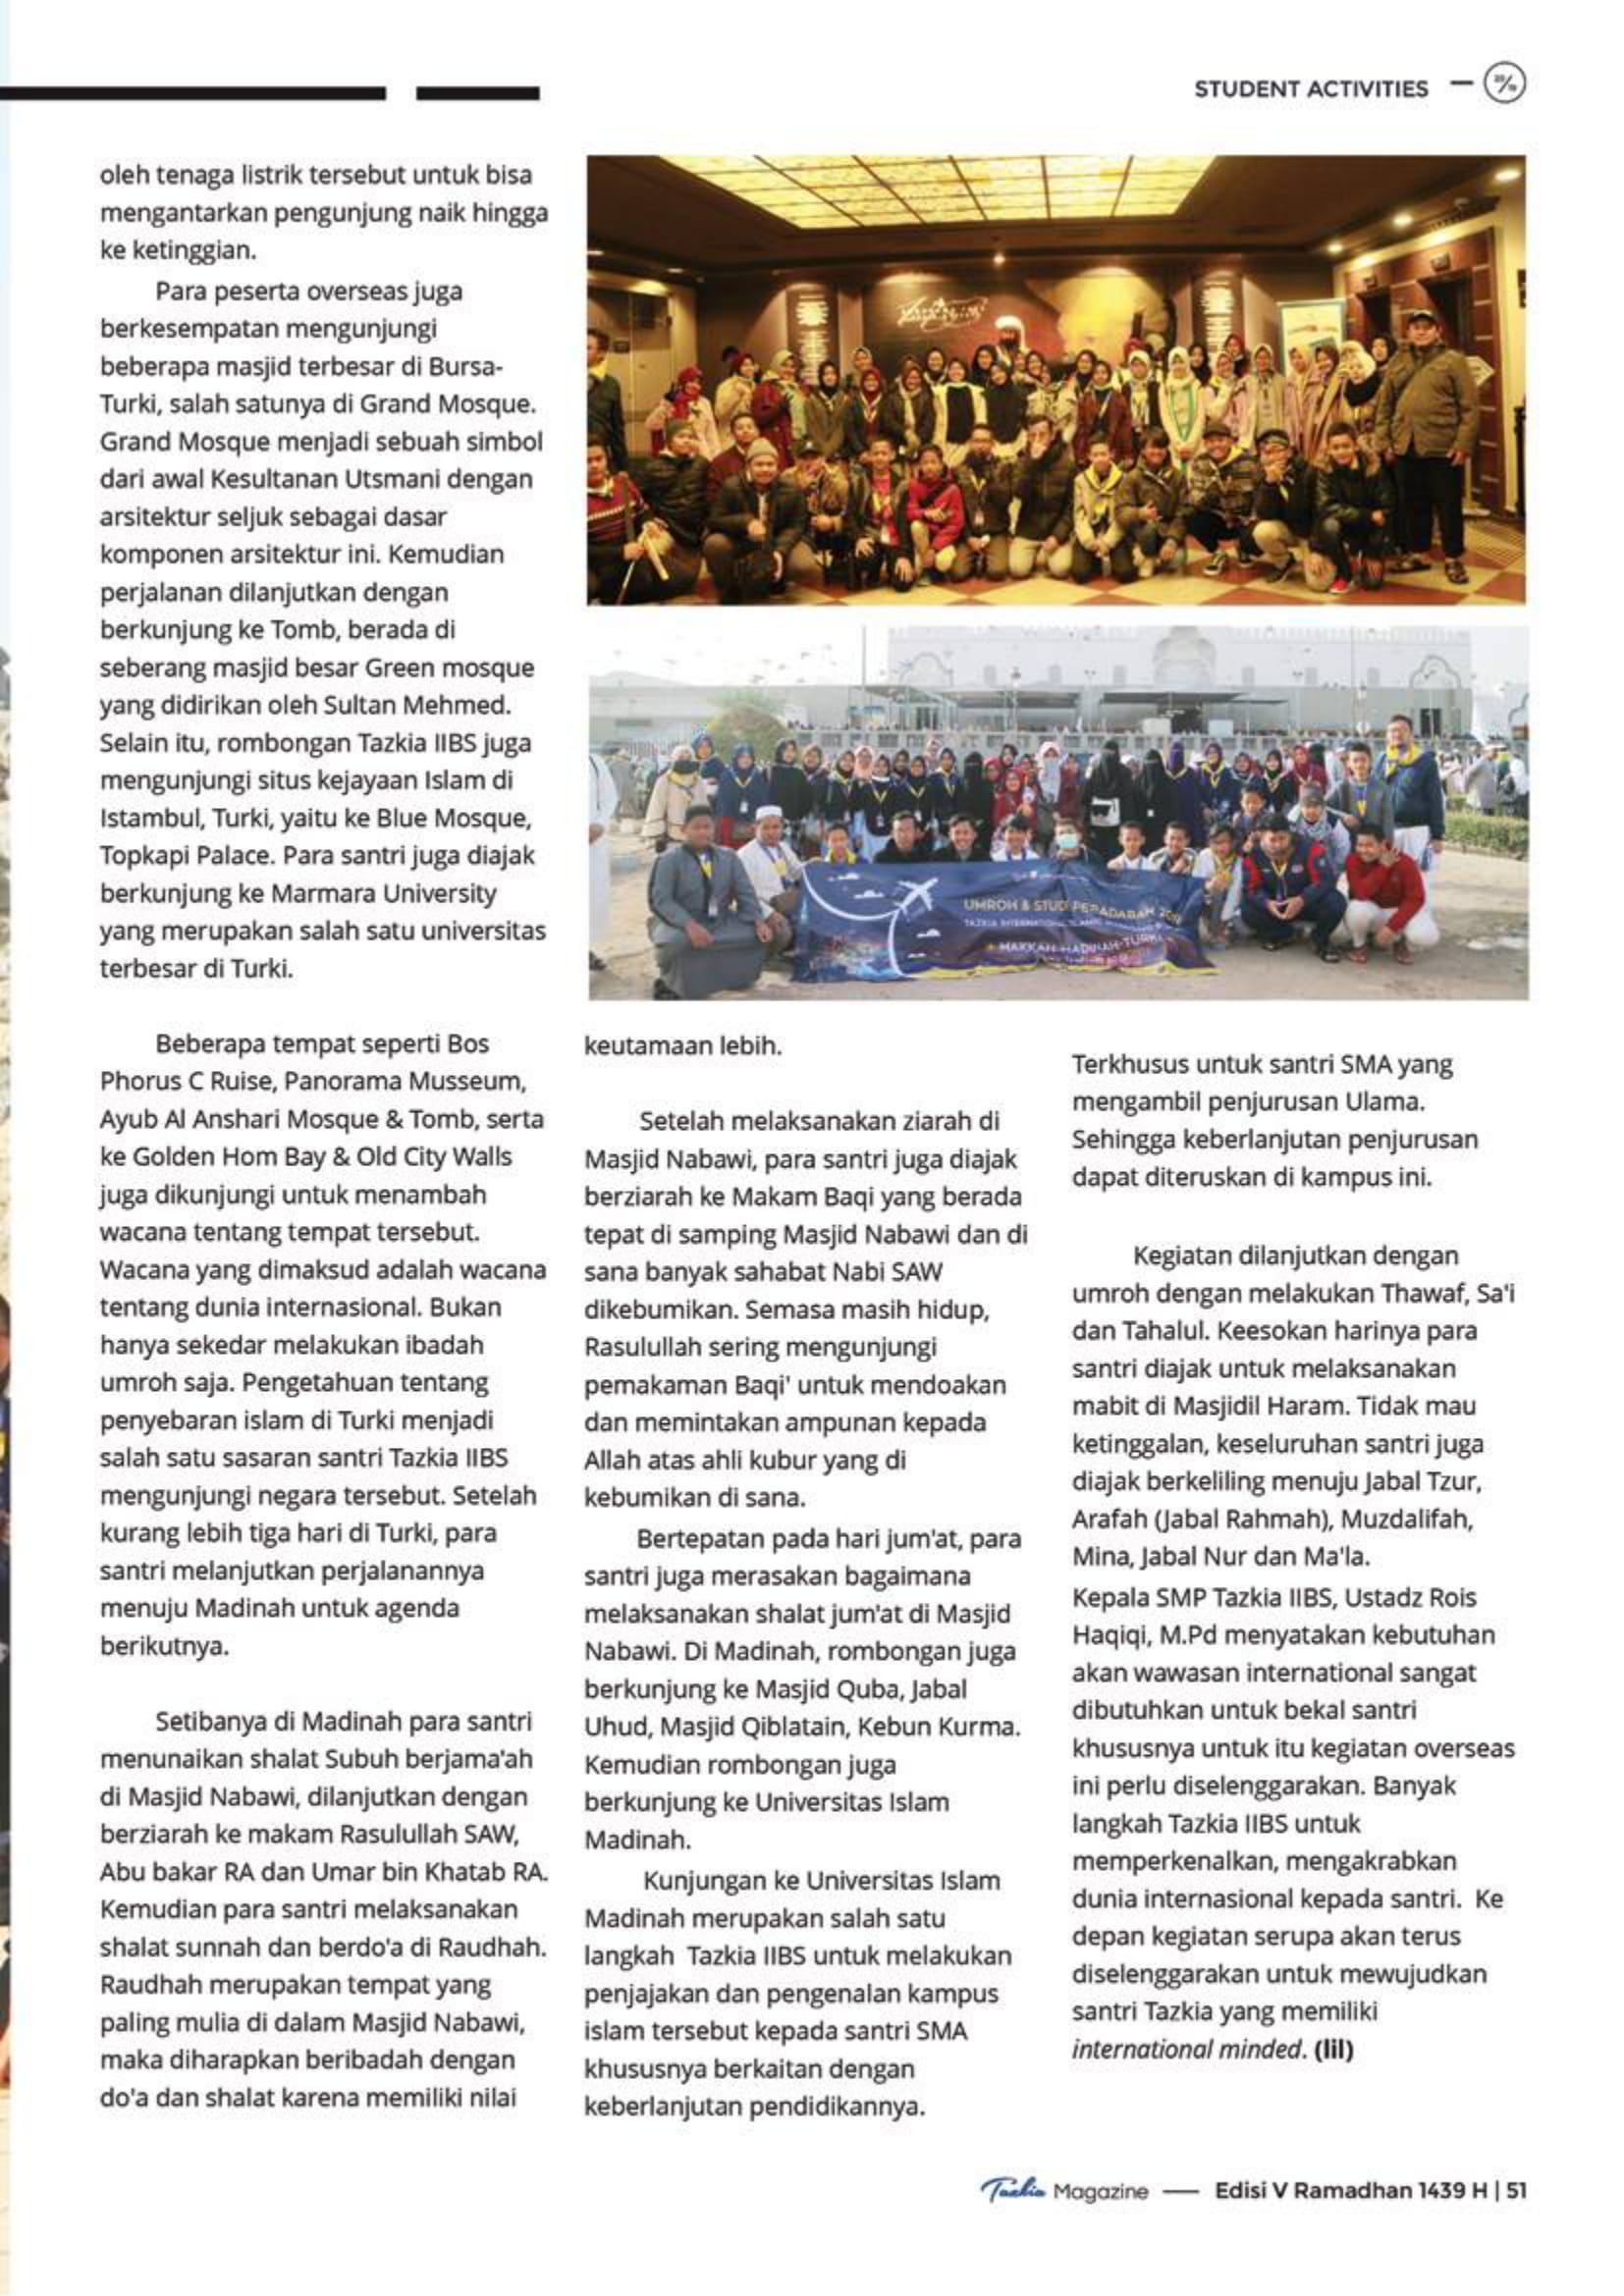 STUDENT ACTIVITIES
oleh tenaga listrik tersebut untuk bisa
mengantarkan pengunjung naik hingga
ke ketinggian.
Para peserta overseas juga
berkesempatan mengunjungi
beberapa masjid terbesar di Bursa-
Turki, salah satunya di Grand Mosque.
Grand Mosque menjadi sebuah simbol
dari awal Kesultanan Utsmani dengan
arsitektur seljuk sebagai dasar
komponen arsitektur ini. Kemudian
perjalanan dilanjutkan dengan
berkunjung ke Tomb, berada di
seberang masjid besar Green mosque
yang didirikan oleh Sultan Mehmed.
Selain itu, rombongan Tazkia IIBS juga
mengunjungi situs kejayaan Islam di
Istambul, Turki, yaitu ke Blue Mosque,
Topkapi Palace. Para santri juga diajak
berkunjung ke Marmara University
yang merupakan salah satu universitas
terbesar di Turki.
Beberapa tempat seperti Bos
Phorus C Ruise, Panorama Musseum,
Ayub Al Anshari Mosque & Tomb, serta
ke Golden Hom Bay & Old City Walls
juga dikunjungi untuk menambah
wacana tentang tempat tersebut.
Wacana yang dimaksud adalah wacana
tentang dunia internasional. Bukan
hanya sekedar melakukan ibadah
umroh saja. Pengetahuan tentang
penyebaran islam di Turki menjadi
salah satu sasaran santri Tazkia IIBS
mengunjungi negara tersebut. Setelah
kurang lebih tiga hari di Turki, para
santri melanjutkan perjalanannya
menuju Madinah untuk agenda
berikutnya.
Setibanya di Madinah para santri
menunaikan shalat Subuh berjama'ah
di Masjid Nabawi, dilanjutkan dengan
berziarah ke makam Rasulullah SAW,
Abu bakar RA dan Umar bin Khatab RA.
Kemudian para santri melaksanakan
shalat sunnah dan berdo'a di Raudhah.
Raudhah merupakan tempat yang
paling mulia di dalam Masjid Nabawi,
maka diharapkan beribadah dengan
do'a dan shalat karena memiliki nilai
UMROH & STUDI PERADABAN
MAKKAH-MADINAH-TURKI
keutamaan lebih.
Setelah melaksanakan ziarah di
Masjid Nabawi, para santri juga diajak
berziarah ke Makam Baqi yang berada
tepat di samping Masjid Nabawi dan di
sana banyak sahabat Nabi SAW
dikebumikan. Semasa masih hidup,
Rasulullah sering mengunjungi
pemakaman Baqi' untuk mendoakan
dan memintakan ampunan kepada
Allah atas ahli kubur yang di
kebumikan di sana.
Bertepatan pada hari jum'at, para
santri juga merasakan bagaimana
melaksanakan shalat jum'at di Masjid
Nabawi. Di Madinah, rombongan juga
berkunjung ke Masjid Quba, Jabal
Uhud, Masjid Qiblatain, Kebun Kurma.
Kemudian rombongan juga
berkunjung ke Universitas Islam
Madinah.
Kunjungan ke Universitas Islam
Madinah merupakan salah satu
langkah Tazkia IIBS untuk melakukan
penjajakan dan pengenalan kampus
islam tersebut kepada santri SMA
khususnya berkaitan dengan
keberlanjutan pendidikannya.
Terkhusus untuk santri SMA yang
mengambil penjurusan Ulama.
Sehingga keberlanjutan penjurusan
dapat diteruskan di kampus ini.
Kegiatan dilanjutkan dengan
umroh dengan melakukan Thawaf, Sa'i
dan Tahalul. Keesokan harinya para
santri diajak untuk melaksanakan
mabit di Masjidil Haram. Tidak mau
ketinggalan, keseluruhan santri juga
diajak berkeliling menuju Jabal Tzur,
Arafah (Jabal Rahmah), Muzdalifah,
Mina, Jabal Nur dan Ma'la.
Kepala SMP Tazkia IIBS, Ustadz Rois
Haqiqi, M.Pd menyatakan kebutuhan
akan wawasan international sangat
dibutuhkan untuk bekal santri
khususnya untuk itu kegiatan overseas
ini perlu diselenggarakan. Banyak
langkah Tazkia IIBS untuk
memperkenalkan, mengakrabkan
dunia internasional kepada santri. Ke
depan kegiatan serupa akan terus
diselenggarakan untuk mewujudkan
santri Tazkia yang memiliki
international minded. (lil)
Tazkia Magazine — Edisi V Ramadhan 1439 H | 51